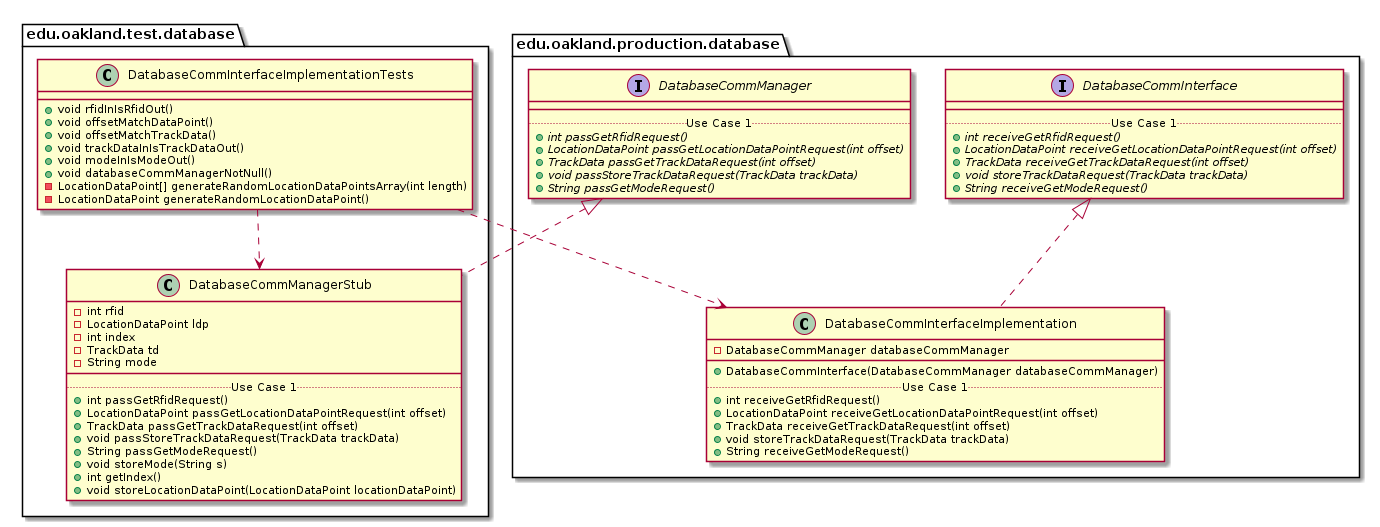 edu.oakland.test.database
C DatabaseCommInterfaceImplementationTests
void rfidInIsRfidOut()
void offsetMatchDataPoint()
void offsetMatchTrackData()
void trackDataInIsTrackDataOut()
void modeInIsModeOut()
void databaseCommManagerNotNull()
LocationDataPoint[] generateRandomLocationDataPointsArray(int length)
LocationDataPoint generateRandomLocationDataPoint()
C DatabaseCommManagerStub
int rfid
LocationDataPoint ldp
int index
TrackData td
String mode
Use Case 1
int passGetRfidRequest()
LocationDataPoint passGetLocationDataPointRequest(int offset)
TrackData passGetTrackDataRequest(int offset)
void passStoreTrackDataRequest(TrackData trackData)
String passGetModeRequest()
void storeMode(String s)
int getIndex()
void storeLocationDataPoint(LocationDataPoint locationDataPoint)
edu.oakland.production.database
I DatabaseCommManager
Use Case 1
int passGetRfidRequest()
LocationDataPoint passGetLocationDataPointRequest(int offset)
TrackData passGetTrackDataRequest(int offset)
void passStoreTrackDataRequest(TrackData trackData)
String passGetModeRequest()
I DatabaseCommInterface
Use Case 1
int receiveGetRfidRequest()
LocationDataPoint receiveGetLocationDataPointRequest(int offset)
TrackData receiveGetTrackDataRequest(int offset)
void storeTrackDataRequest(TrackData trackData)
String receiveGetModeRequest()
C DatabaseCommInterfaceImplementation
DatabaseCommManager databaseCommManager
DatabaseCommInterface(DatabaseCommManager databaseCommManager)
Use Case 1
int receiveGetRfidRequest()
LocationDataPoint receiveGetLocationDataPointRequest(int offset)
TrackData receiveGetTrackDataRequest(int offset)
void storeTrackDataRequest(TrackData trackData)
String receiveGetModeRequest()